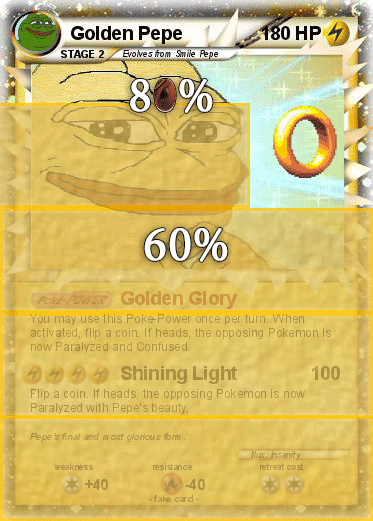 Golden Pepe 180 HP
STAGE 2 Evolves from Smile Pepe
80%
60%
Poké-POWER Golden Glory
You may use this Poke-Power once per turn. When
activated, flip a coin. If heads, the opposing Pokemon is
now Paralyzed and Confused.
Shining Light 100
Flip a coin. If heads, the opposing Pokemon is now
Paralyzed with Pepe's beauty.
Pepe's final and most glorious form.
Illus. Insanity
weakness resistance retreat cost
+40 -40
- fake card -